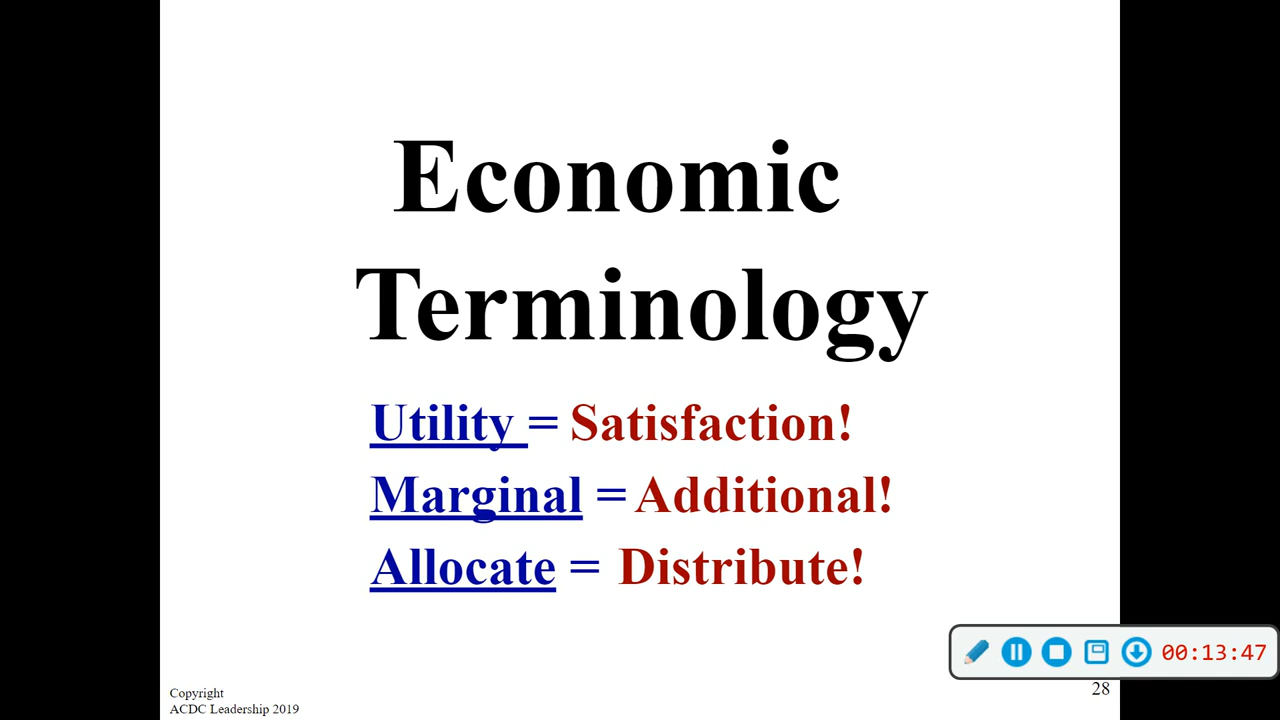 Economic
Terminology
Utility = Satisfaction!
Marginal = Additional!
Allocate = Distribute!
00:13:47
28
Copyright
ACDC Leadership 2019